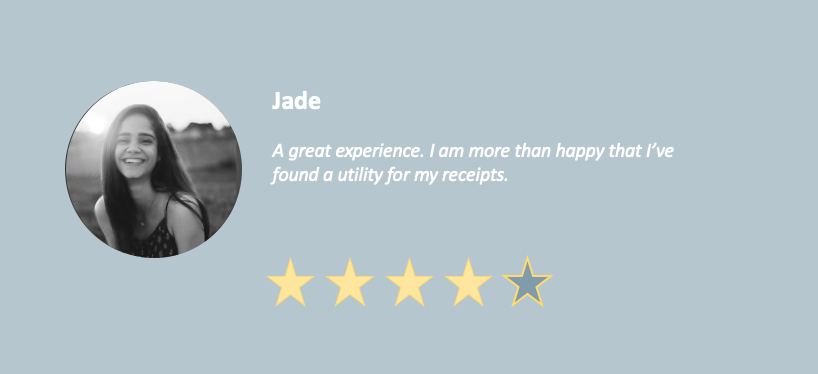 Jade
A great experience. I am more than happy that I’ve
found a utility for my receipts.